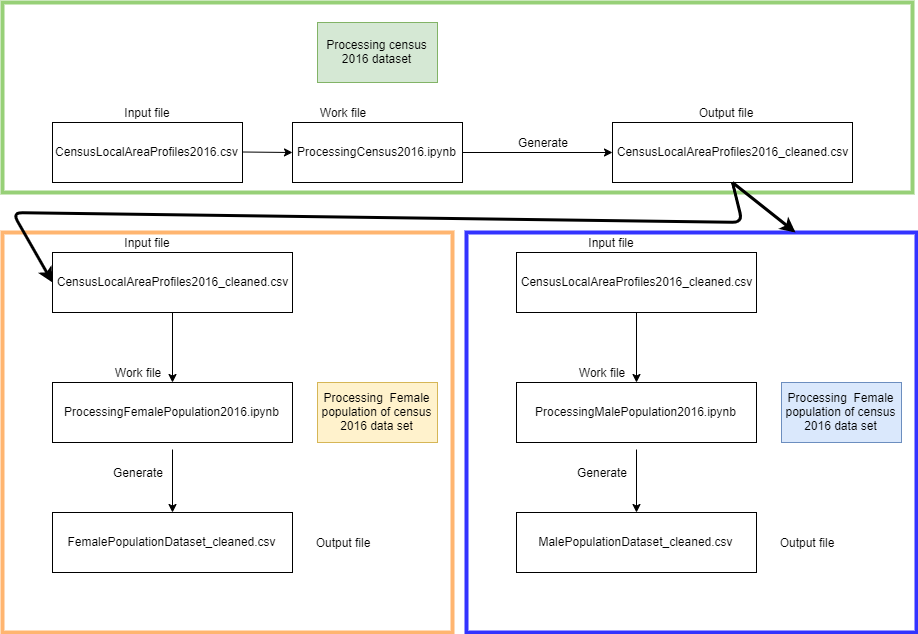 Processing census
2016 dataset
Input file
Work file
Output file
CensusLocalAreaProfiles2016.csv
ProcessingCensus2016.ipynb
Generate
CensusLocalAreaProfiles2016_cleaned.csv
Input file
CensusLocalAreaProfiles2016_cleaned.csv
Work file
ProcessingFemalePopulation2016.ipynb
Processing Female
population of census
2016 data set
Generate
FemalePopulationDataset_cleaned.csv
Output file
Input file
CensusLocalAreaProfiles2016_cleaned.csv
Work file
ProcessingMalePopulation2016.ipynb
Processing Female
population of census
2016 data set
Generate
MalePopulationDataset_cleaned.csv
Output file